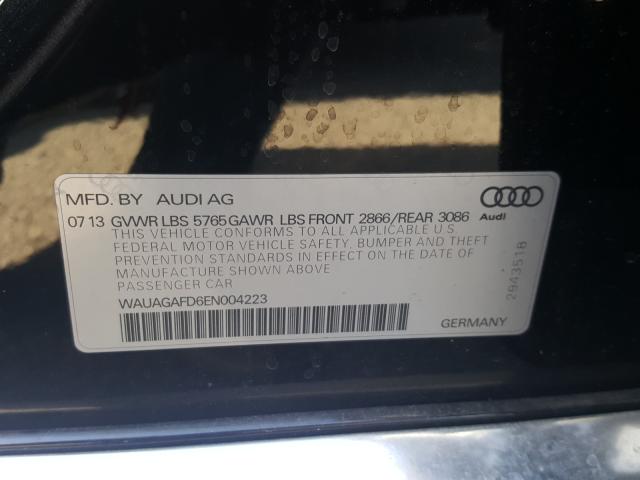 MFD. BY AUDI AG
07 13 GVWR LBS 5765 GAWR LBS FRONT 2866/REAR 3086
Audi
THIS VEHICLE CONFORMS TO ALL APPLICABLE U.S.
FEDERAL MOTOR VEHICLE SAFETY, BUMPER AND THEFT
PREVENTION STANDARDS IN EFFECT ON THE DATE OF
MANUFACTURE SHOWN ABOVE
PASSENGER CAR
WAUAGAFD6EN004223
GERMANY
2943518